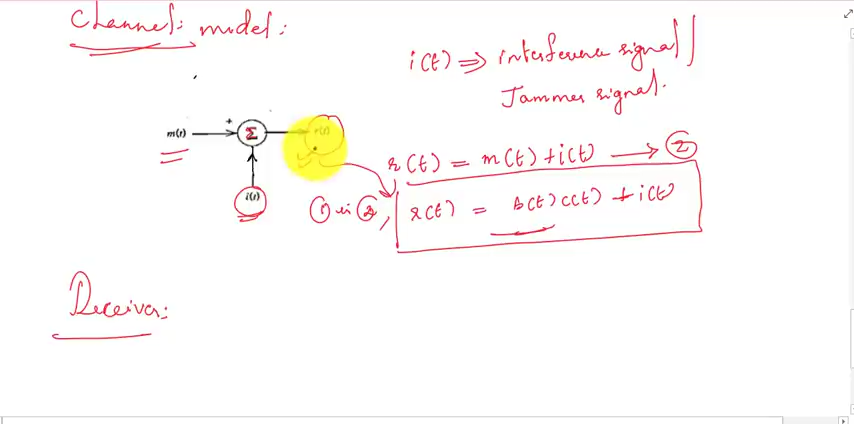 Channel: model:
i(t) ⇒ interference signal /
Jammer signal.
m(t) + Σ r(t)
i(t)
r(t) = m(t) + i(t) → ②
① in ②,
r(t) = b(t) c(t) + i(t)
Receiver: